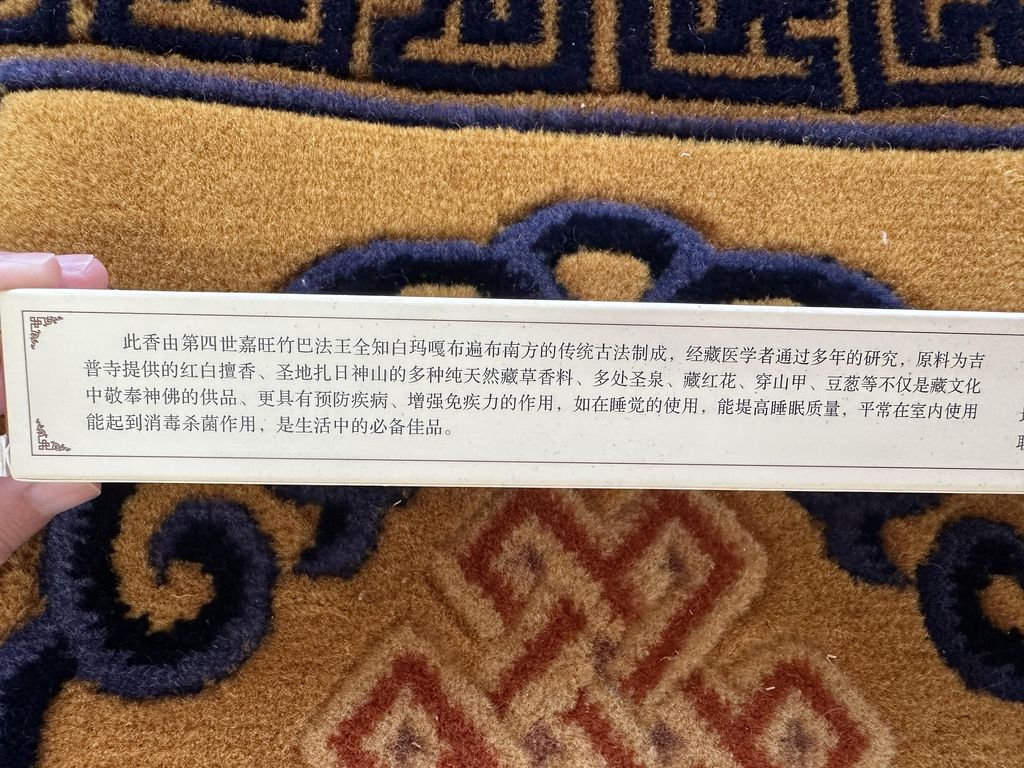 此香由第四世嘉旺竹巴法王全知白玛嘎布遍布南方的传统古法制成，经藏医学者通过多年的研究，原料为吉
普寺提供的红白擅香、圣地扎日神山的多种纯天然藏草香料、多处圣泉、藏红花、穿山甲、豆葱等不仅是藏文化
中敬奉神佛的供品、更具有预防疾病、增强免疫力的作用，如在睡觉的使用，能堤高睡眠质量，平常在室内使用
能起到消毒杀菌作用，是生活中的必备佳品。